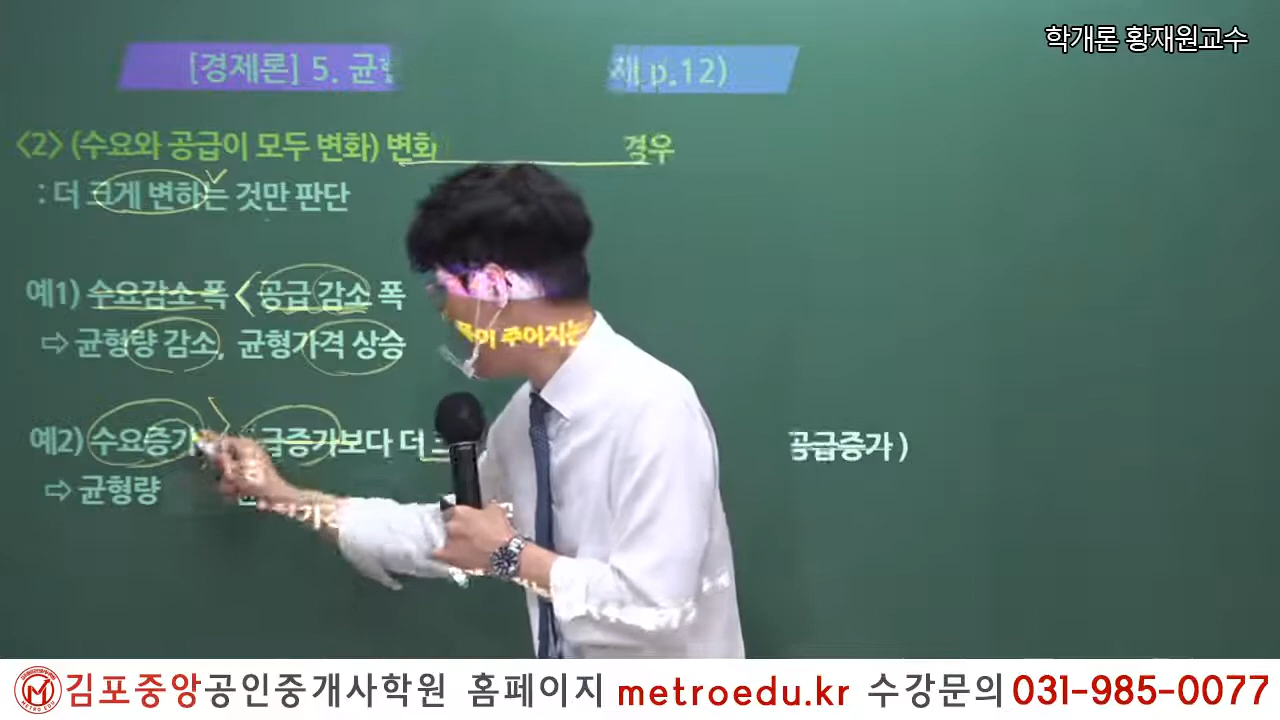 학개론 황재원교수
[경제론] 5. 균 p.12)
<2> (수요와 공급이 모두 변화) 변화 경우
: 더 크게 변하는 것만 판단
예1) 수요감소 폭 < 공급 감소 폭
⇨ 균형량 감소, 균형가격 상승
이 주어지는
예2) 수요증가 > 급증가보다 더 공급증가 )
⇨ 균형량
김포중앙공인중개사학원 홈페이지 metroedu.kr 수강문의 031-985-0077